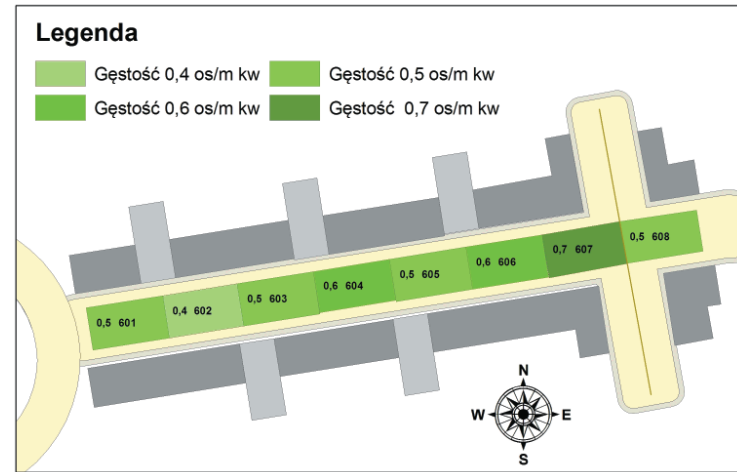 Legenda
Gęstość 0,4 os/m kw
Gęstość 0,5 os/m kw
Gęstość 0,6 os/m kw
Gęstość 0,7 os/m kw
0,5 601
0,4 602
0,5 603
0,6 604
0,5 605
0,6 606
0,7 607
0,5 608
N
W E
S